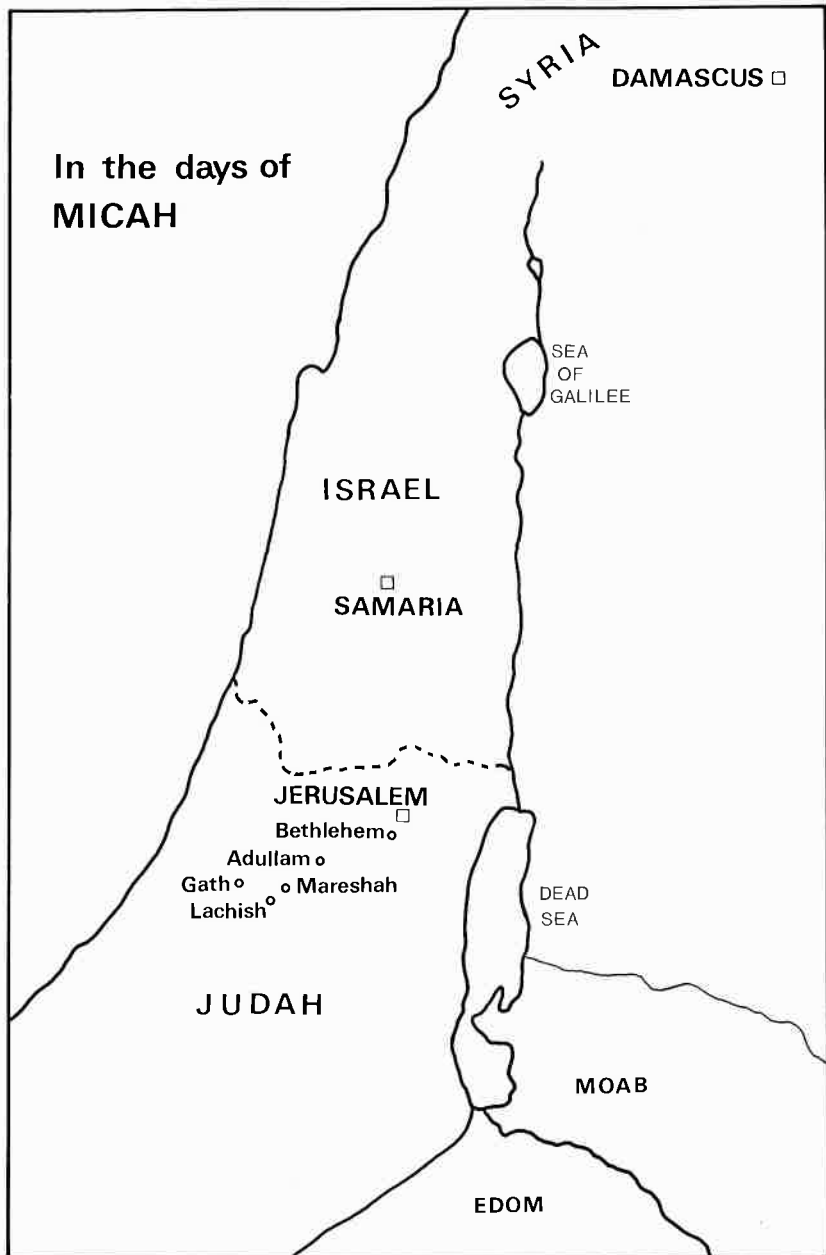 SYRIA
DAMASCUS
In the days of
MICAH
SEA
OF
GALILEE
ISRAEL
SAMARIA
JERUSALEM
Bethlehem
Adullam
Gath
Mareshah
Lachish
DEAD
SEA
JUDAH
MOAB
EDOM